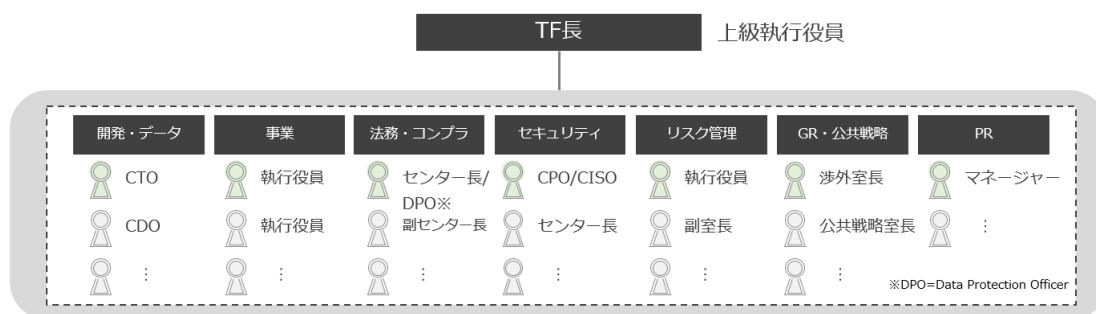 TF長
上級執行役員
開発・データ
事業
法務・コンプラ
セキュリティ
リスク管理
GR・公共戦略
PR
CTO
執行役員
センター長/
DPO※
CPO/CISO
執行役員
渉外室長
マネージャー
CDO
執行役員
副センター長
センター長
副室長
公共戦略室長
⋮
⋮
⋮
⋮
⋮
⋮
⋮
※DPO=Data Protection Officer